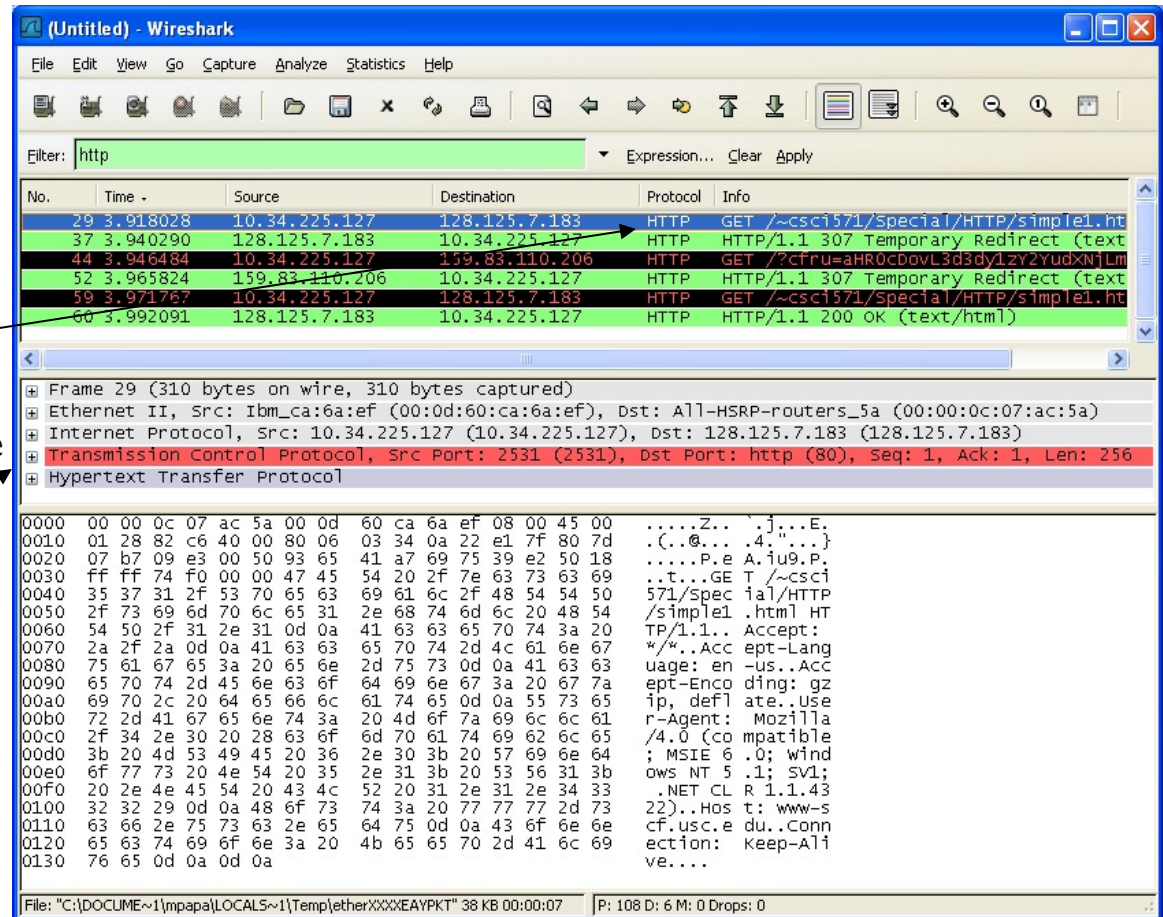 (Untitled) - Wireshark
File Edit View Go Capture Analyze Statistics Help
Filter: http Expression... Clear Apply
No. Time Source Destination Protocol Info
29 3.918028 10.34.225.127 128.125.7.183 HTTP GET /~csci571/Special/HTTP/simple1.ht
37 3.940290 128.125.7.183 10.34.225.127 HTTP HTTP/1.1 307 Temporary Redirect (text
44 3.946484 10.34.225.127 159.83.110.206 HTTP GET /?cfru=aHR0cDovL3d3dy1zY2YudXNjLm
52 3.965824 159.83.110.206 10.34.225.127 HTTP HTTP/1.1 307 Temporary Redirect (text
59 3.971767 10.34.225.127 128.125.7.183 HTTP GET /~csci571/Special/HTTP/simple1.ht
60 3.992091 128.125.7.183 10.34.225.127 HTTP HTTP/1.1 200 OK (text/html)
Frame 29 (310 bytes on wire, 310 bytes captured)
Ethernet II, Src: Ibm_ca:6a:ef (00:0d:60:ca:6a:ef), Dst: All-HSRP-routers_5a (00:00:0c:07:ac:5a)
Internet Protocol, Src: 10.34.225.127 (10.34.225.127), Dst: 128.125.7.183 (128.125.7.183)
e
Transmission Control Protocol, Src Port: 2531 (2531), Dst Port: http (80), Seq: 1, Ack: 1, Len: 256
Hypertext Transfer Protocol
0000 00 00 0c 07 ac 5a 00 0d 60 ca 6a ef 08 00 45 00 .....Z.. `.j...E.
0010 01 28 82 c6 40 00 80 06 03 34 0a 22 e1 7f 80 7d .(..@... .4."...}
0020 07 b7 09 e3 00 50 93 65 41 a7 69 75 39 e2 50 18 .....P.e A.iu9.P.
0030 ff ff 74 f0 00 00 47 45 54 20 2f 7e 63 73 63 69 ..t...GE T /~csci
0040 35 37 31 2f 53 70 65 63 69 61 6c 2f 48 54 54 50 571/Spec ial/HTTP
0050 2f 73 69 6d 70 6c 65 31 2e 68 74 6d 6c 20 48 54 /simple1 .html HT
0060 54 50 2f 31 2e 31 0d 0a 41 63 63 65 70 74 3a 20 TP/1.1.. Accept:
0070 2a 2f 2a 0d 0a 41 63 63 65 70 74 2d 4c 61 6e 67 */*..Acc ept-Lang
0080 75 61 67 65 3a 20 65 6e 2d 75 73 0d 0a 41 63 63 uage: en -us..Acc
0090 65 70 74 2d 45 6e 63 6f 64 69 6e 67 3a 20 67 7a ept-Enco ding: gz
00a0 69 70 2c 20 64 65 66 6c 61 74 65 0d 0a 55 73 65 ip, defl ate..Use
00b0 72 2d 41 67 65 6e 74 3a 20 4d 6f 7a 69 6c 6c 61 r-Agent: Mozilla
00c0 2f 34 2e 30 20 28 63 6f 6d 70 61 74 69 62 6c 65 /4.0 (co mpatible
00d0 3b 20 4d 53 49 45 20 36 2e 30 3b 20 57 69 6e 64 ; MSIE 6 .0; Wind
00e0 6f 77 73 20 4e 54 20 35 2e 31 3b 20 53 56 31 3b ows NT 5 .1; SV1;
00f0 20 2e 4e 45 54 20 43 4c 52 20 31 2e 31 2e 34 33 .NET CL R 1.1.43
0100 32 32 29 0d 0a 48 6f 73 74 3a 20 77 77 77 2d 73 22)..Hos t: www-s
0110 63 66 2e 75 73 63 2e 65 64 75 0d 0a 43 6f 6e 6e cf.usc.e du..Conn
0120 65 63 74 69 6f 6e 3a 20 4b 65 65 70 2d 41 6c 69 ection: Keep-Ali
0130 76 65 0d 0a 0d 0a ve....
File: "C:\DOCUME~1\mpapa\LOCALS~1\Temp\etherXXXXEAYPKT" 38 KB 00:00:07 P: 108 D: 6 M: 0 Drops: 0